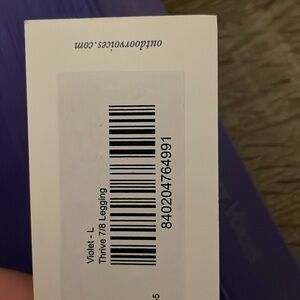 outdoorvoices.com
Violet - L
Thrive 7/8 Legging
840204764991